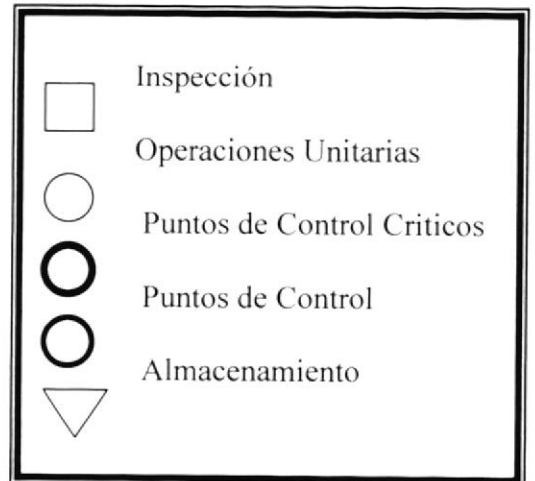 Inspección
Operaciones Unitarias
Puntos de Control Criticos
Puntos de Control
Almacenamiento